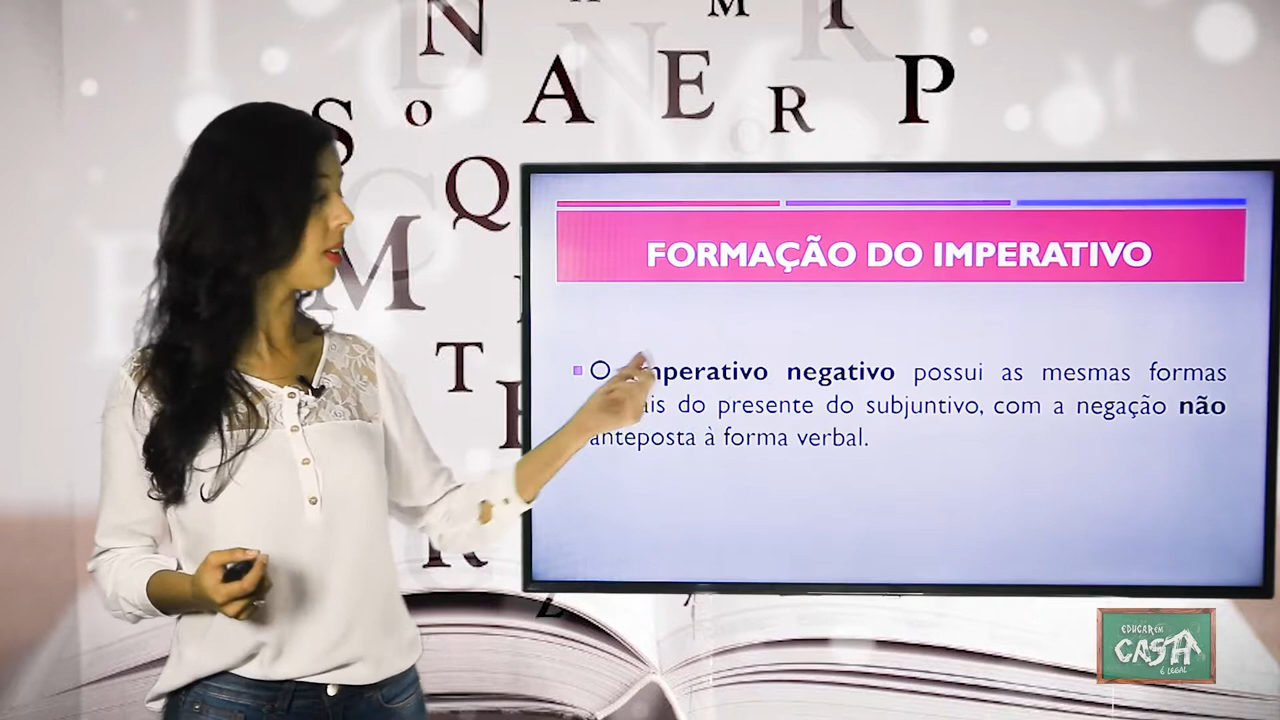 N A M I
S O A E R P
Q
M
T
R
FORMAÇÃO DO IMPERATIVO
O imperativo negativo possui as mesmas formas
do presente do subjuntivo, com a negação não
anteposta à forma verbal.
EDUCAR EM
CASA
É LEGAL